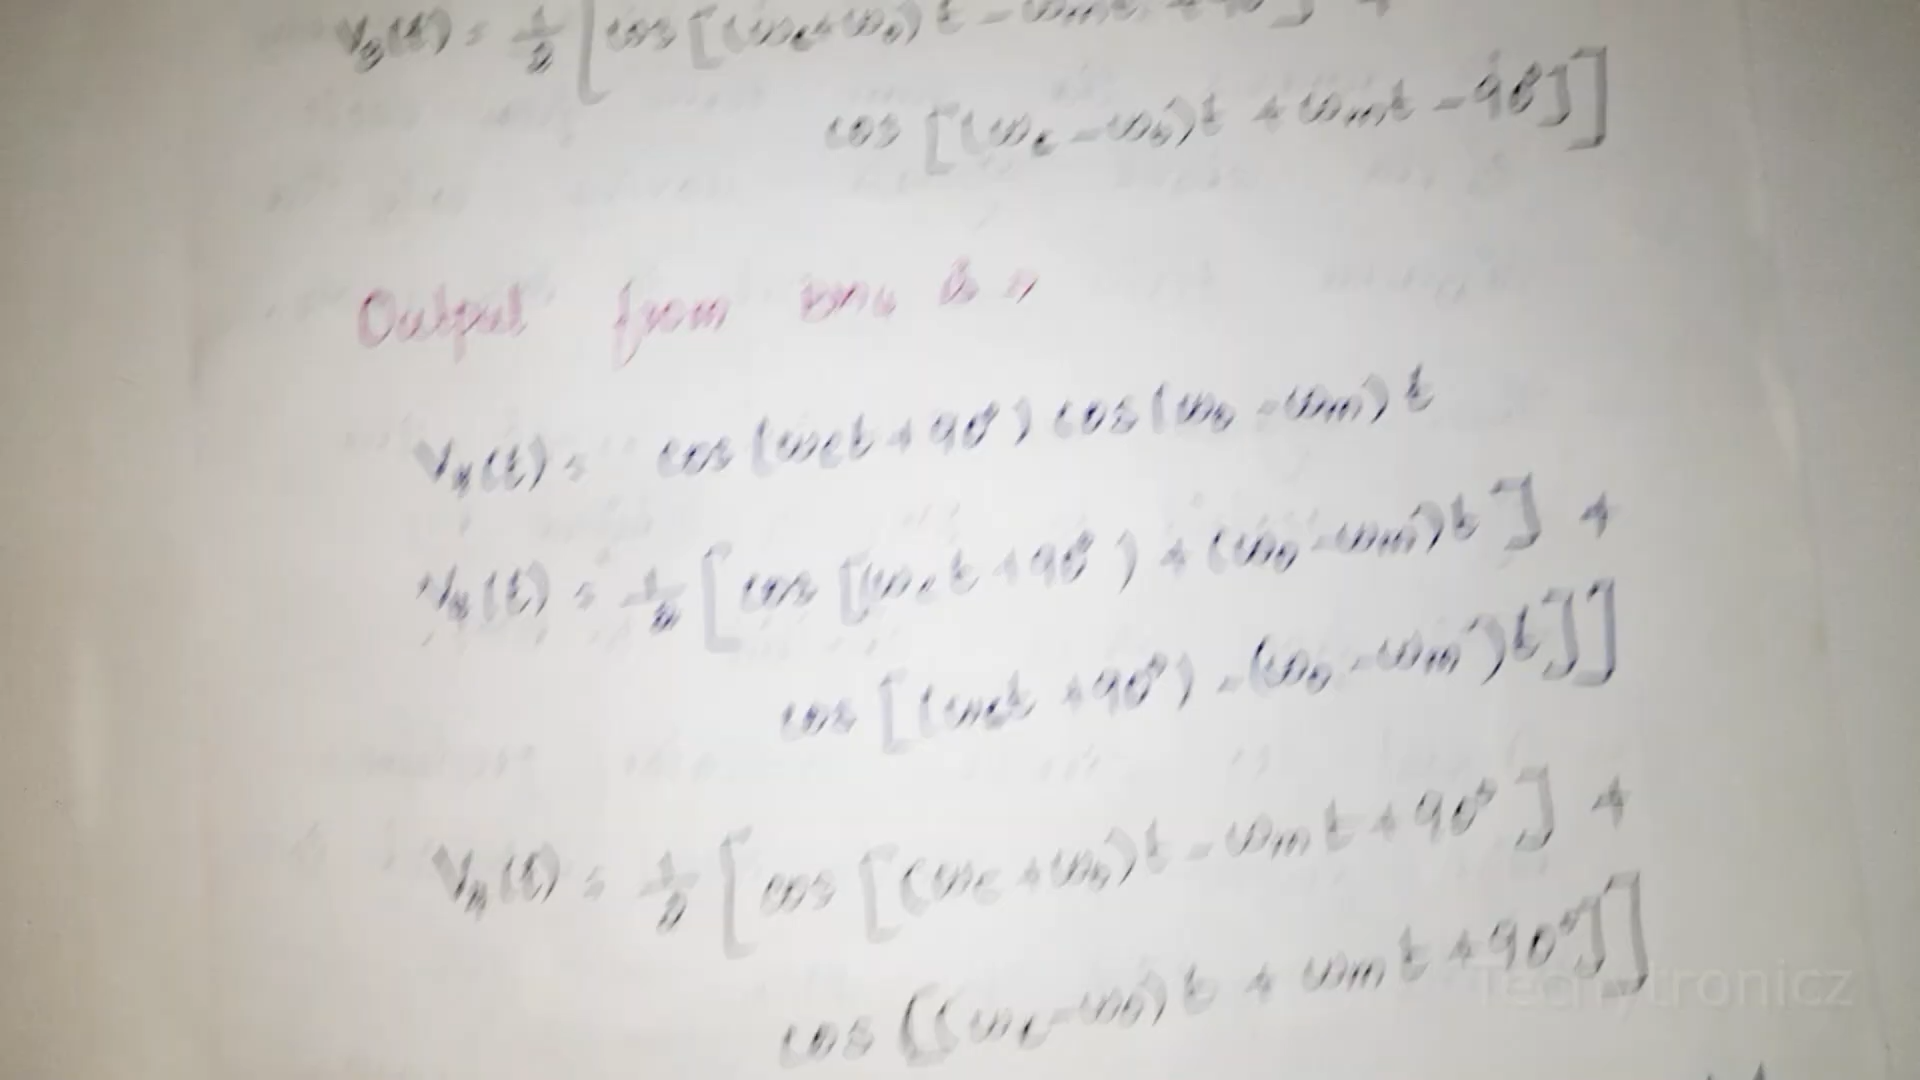 V₃(t) = 1/2 [cos [(ωc+ω₀)t - ωmt +90°] +
cos [(ωc - ω₀)t + ωmt - 90°]]
Output from BM₄ is =
V₄(t) = cos (ωct + 90°) cos (ω₀ - ωm) t
V₄(t) = 1/2 [cos [ωct + 90°) + (ω₀ - ωm)t] +
cos [(ωct + 90°) - (ω₀ - ωm)t]]
V₄(t) = 1/2 [cos [(ωc + ω₀)t - ωmt + 90°] +
cos [(ωc - ω₀)t + ωmt + 90°]]
Techytronicz